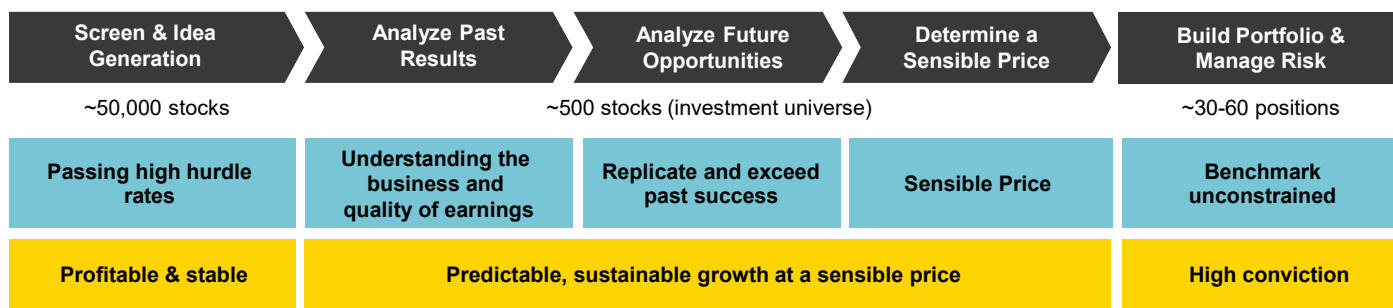 Screen & Idea
Generation
Analyze Past
Results
Analyze Future
Opportunities
Determine a
Sensible Price
Build Portfolio &
Manage Risk
~50,000 stocks
~500 stocks (investment universe)
~30-60 positions
Passing high hurdle
rates
Understanding the
business and
quality of earnings
Replicate and exceed
past success
Sensible Price
Benchmark
unconstrained
Profitable & stable
Predictable, sustainable growth at a sensible price
High conviction